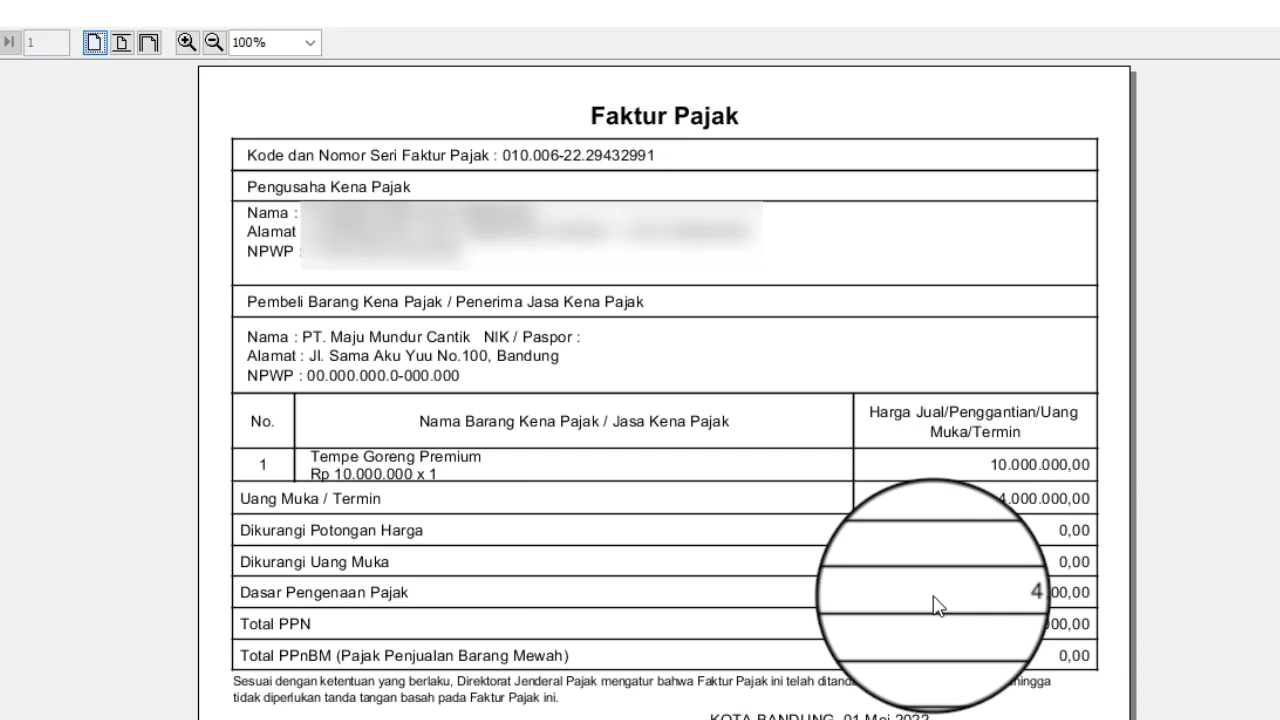 1
100%
Faktur Pajak
Kode dan Nomor Seri Faktur Pajak : 010.006-22.29432991
Pengusaha Kena Pajak
Nama :
Alamat
NPWP :
Pembeli Barang Kena Pajak / Penerima Jasa Kena Pajak
Nama : PT. Maju Mundur Cantik NIK / Paspor :
Alamat : Jl. Sama Aku Yuu No.100, Bandung
NPWP : 00.000.000.0-000.000
No. Nama Barang Kena Pajak / Jasa Kena Pajak Harga Jual/Penggantian/Uang
Muka/Termin
1 Tempe Goreng Premium 10.000.000,00
Rp 10.000.000 x 1
Uang Muka / Termin 4.000.000,00
Dikurangi Potongan Harga 0,00
Dikurangi Uang Muka 0,00
Dasar Pengenaan Pajak 4 00,00
Total PPN 00,00
Total PPnBM (Pajak Penjualan Barang Mewah) 0,00
Sesuai dengan ketentuan yang berlaku, Direktorat Jenderal Pajak mengatur bahwa Faktur Pajak ini telah
tidak diperlukan tanda tangan basah pada Faktur Pajak ini.
KOTA BANDUNG, 01 Mei 2022